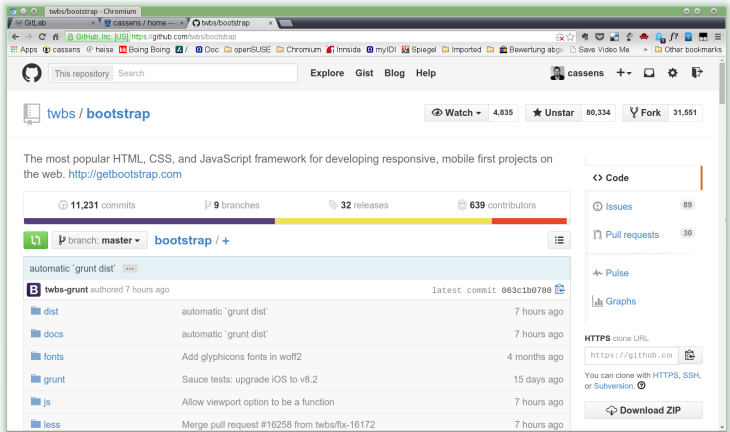 twbs/bootstrap - Chromium
GitLab
cassens / home —
twbs/bootstrap
GitHub, Inc. [US] https://github.com/twbs/bootstrap
Apps cassens @ heise Boing Boing Doc openSUSE Chromium Innsida myIDI Spiegel Imported Bewertung abge Save Video Me » Other bookmarks
This repository Search Explore Gist Blog Help cassens
twbs / bootstrap Watch 4,835 Unstar 80,334 Fork 31,551
The most popular HTML, CSS, and JavaScript framework for developing responsive, mobile first projects on
the web. http://getbootstrap.com
11,231 commits 9 branches 32 releases 639 contributors
branch: master bootstrap / +
automatic `grunt dist` ...
twbs-grunt authored 7 hours ago latest commit 063c1b0780
dist automatic `grunt dist` 7 hours ago
docs automatic `grunt dist` 7 hours ago
fonts Add glyphicons fonts in woff2 4 months ago
grunt Sauce tests: upgrade iOS to v8.2 15 days ago
js Allow viewport option to be a function 7 hours ago
less Merge pull request #16258 from twbs/fix-16172 7 hours ago
Code
Issues 89
Pull requests 30
Pulse
Graphs
HTTPS clone URL
https://github.co
You can clone with HTTPS, SSH,
or Subversion.
Download ZIP